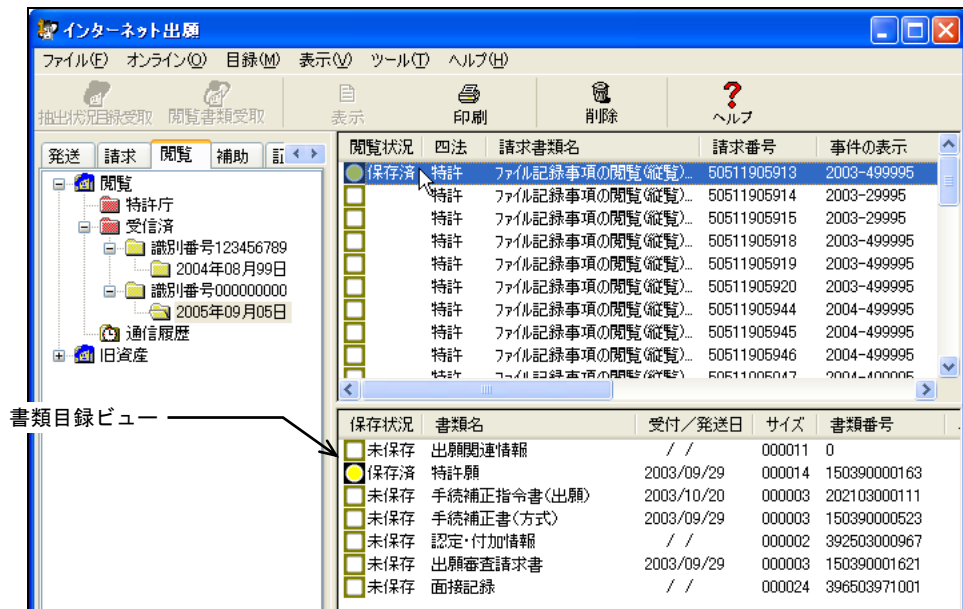 インターネット出願
ファイル(F) オンライン(O) 目録(M) 表示(V) ツール(T) ヘルプ(H)
抽出状況目録受取 閲覧書類受取 表示 印刷 削除 ヘルプ
発送 請求 閲覧 補助
閲覧
特許庁
受信済
識別番号123456789
2004年08月99日
識別番号000000000
2005年09月05日
通信履歴
旧資産
閲覧状況 四法 請求書類名 請求番号 事件の表示
保存済 特許 ファイル記録事項の閲覧(縦覧)... 50511905913 2003-499995
特許 ファイル記録事項の閲覧(縦覧)... 50511905914 2003-29995
特許 ファイル記録事項の閲覧(縦覧)... 50511905915 2003-29995
特許 ファイル記録事項の閲覧(縦覧)... 50511905918 2003-499995
特許 ファイル記録事項の閲覧(縦覧)... 50511905919 2003-499995
特許 ファイル記録事項の閲覧(縦覧)... 50511905920 2003-499995
特許 ファイル記録事項の閲覧(縦覧)... 50511905944 2004-499995
特許 ファイル記録事項の閲覧(縦覧)... 50511905945 2004-499995
特許 ファイル記録事項の閲覧(縦覧)... 50511905946 2004-499995
特許 ファイル記録事項の閲覧(縦覧)... 50511905947 2004-499995
書類目録ビュー
保存状況 書類名 受付/発送日 サイズ 書類番号
未保存 出願関連情報 / / 000011 0
保存済 特許願 2003/09/29 000014 150390000163
未保存 手続補正指令書(出願) 2003/10/20 000003 202103000111
未保存 手続補正書(方式) 2003/09/29 000003 150390000523
未保存 認定・付加情報 / / 000002 392503000967
未保存 出願審査請求書 2003/09/29 000003 150390001621
未保存 面接記録 / / 000024 396503971001